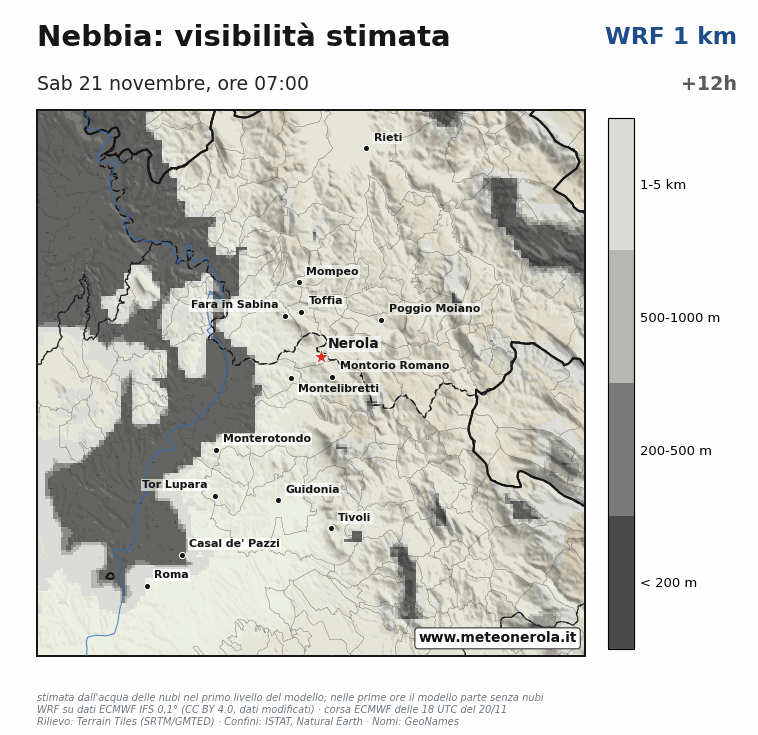 Nebbia: visibilità stimata
WRF 1 km
Sab 21 novembre, ore 07:00
+12h
Rieti
1-5 km
Mompeo
Toffia
Fara in Sabina
Poggio Moiano
500-1000 m
Nerola
Montorio Romano
Montelibretti
Monterotondo
200-500 m
Tor Lupara
Guidonia
Tivoli
Casal de' Pazzi
Roma
< 200 m
www.meteonerola.it
stimata dall'acqua delle nubi nel primo livello del modello; nelle prime ore il modello parte senza nubi
WRF su dati ECMWF IFS 0,1° (CC BY 4.0, dati modificati) · corsa ECMWF delle 18 UTC del 20/11
Rilievo: Terrain Tiles (SRTM/GMTED) · Confini: ISTAT, Natural Earth · Nomi: GeoNames